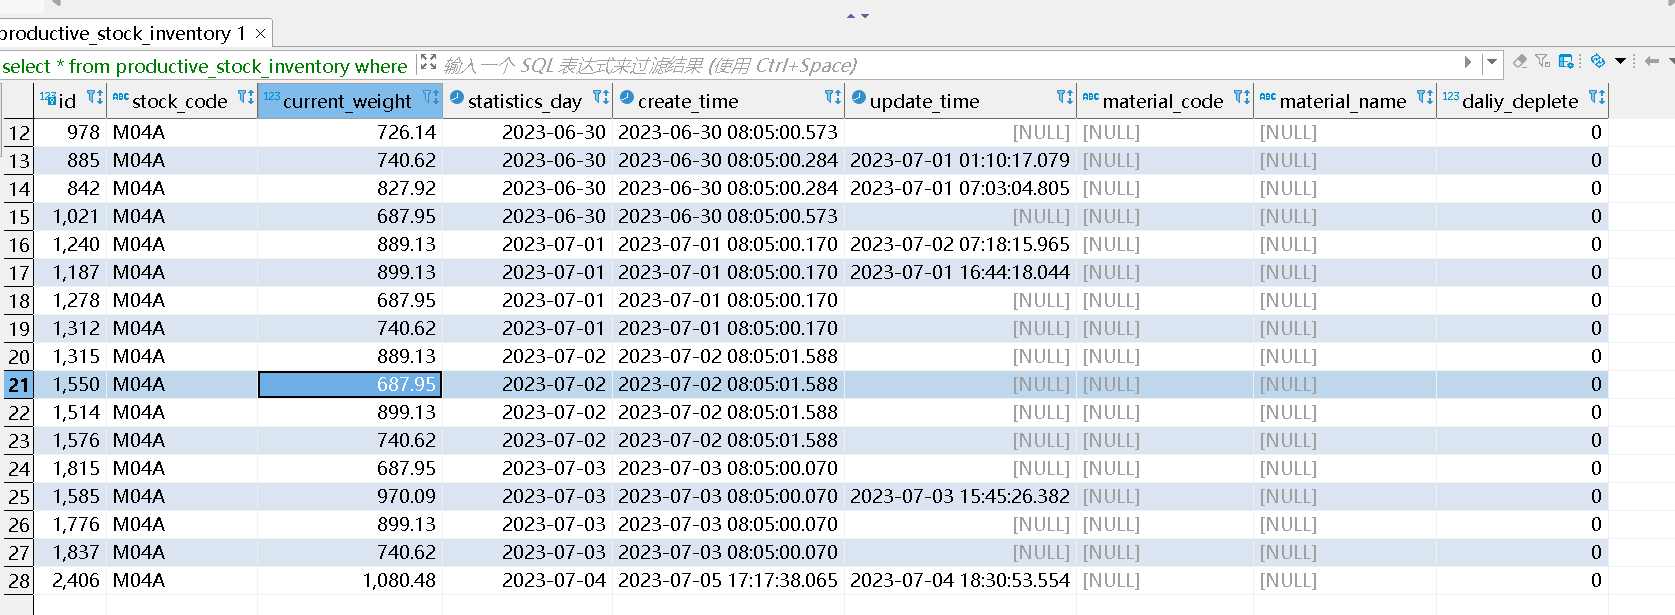 productive_stock_inventory 1 ×
select * from productive_stock_inventory where 输入一个 SQL 表达式来过滤结果 (使用 Ctrl+Space)
123 id ABC stock_code 123 current_weight statistics_day create_time update_time ABC material_code ABC material_name 123 daliy_deplete
12 978 M04A 726.14 2023-06-30 2023-06-30 08:05:00.573 [NULL] [NULL] [NULL] 0
13 885 M04A 740.62 2023-06-30 2023-06-30 08:05:00.284 2023-07-01 01:10:17.079 [NULL] [NULL] 0
14 842 M04A 827.92 2023-06-30 2023-06-30 08:05:00.284 2023-07-01 07:03:04.805 [NULL] [NULL] 0
15 1,021 M04A 687.95 2023-06-30 2023-06-30 08:05:00.573 [NULL] [NULL] [NULL] 0
16 1,240 M04A 889.13 2023-07-01 2023-07-01 08:05:00.170 2023-07-02 07:18:15.965 [NULL] [NULL] 0
17 1,187 M04A 899.13 2023-07-01 2023-07-01 08:05:00.170 2023-07-01 16:44:18.044 [NULL] [NULL] 0
18 1,278 M04A 687.95 2023-07-01 2023-07-01 08:05:00.170 [NULL] [NULL] [NULL] 0
19 1,312 M04A 740.62 2023-07-01 2023-07-01 08:05:00.170 [NULL] [NULL] [NULL] 0
20 1,315 M04A 889.13 2023-07-02 2023-07-02 08:05:01.588 [NULL] [NULL] [NULL] 0
21 1,550 M04A 687.95 2023-07-02 2023-07-02 08:05:01.588 [NULL] [NULL] [NULL] 0
22 1,514 M04A 899.13 2023-07-02 2023-07-02 08:05:01.588 [NULL] [NULL] [NULL] 0
23 1,576 M04A 740.62 2023-07-02 2023-07-02 08:05:01.588 [NULL] [NULL] [NULL] 0
24 1,815 M04A 687.95 2023-07-03 2023-07-03 08:05:00.070 [NULL] [NULL] [NULL] 0
25 1,585 M04A 970.09 2023-07-03 2023-07-03 08:05:00.070 2023-07-03 15:45:26.382 [NULL] [NULL] 0
26 1,776 M04A 899.13 2023-07-03 2023-07-03 08:05:00.070 [NULL] [NULL] [NULL] 0
27 1,837 M04A 740.62 2023-07-03 2023-07-03 08:05:00.070 [NULL] [NULL] [NULL] 0
28 2,406 M04A 1,080.48 2023-07-04 2023-07-05 17:17:38.065 2023-07-04 18:30:53.554 [NULL] [NULL] 0